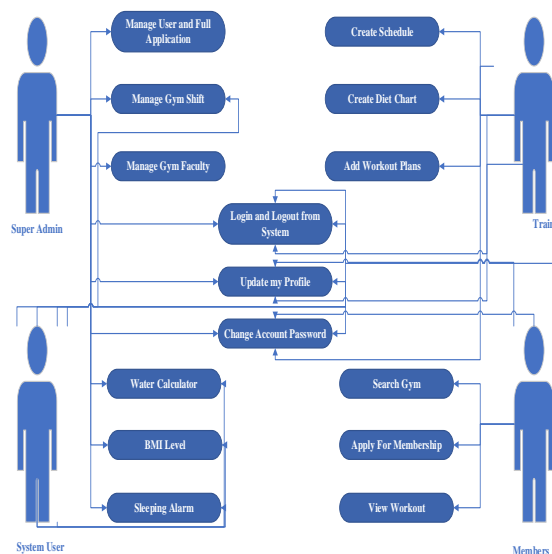 Manage User and Full
Application
Create Schedule
Manage Gym Shift
Create Diet Chart
Manage Gym Faculty
Add Workout Plans
Super Admin
Train
Login and Logout from
System
Update my Profile
Change Account Password
Water Calculator
Search Gym
BMI Level
Apply For Membership
Sleeping Alarm
View Workout
System User
Members